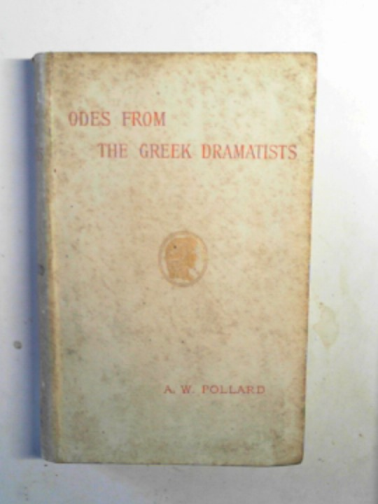 ODES FROM
THE GREEK DRAMATISTS
A. W. POLLARD